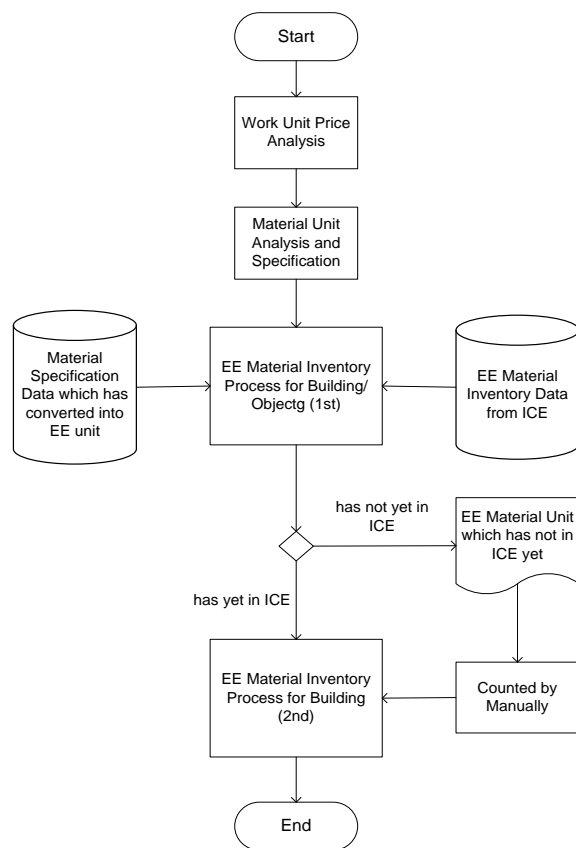 Start
Work Unit Price
Analysis
Material Unit
Analysis and
Specification
Material
Specification
Data which has
converted into
EE unit
EE Material Inventory
Process for Building/
Objectg (1st)
EE Material
Inventory Data
from ICE
has not yet in
ICE
EE Material Unit
which has not in
ICE yet
has yet in ICE
EE Material Inventory
Process for Building
(2nd)
Counted by
Manually
End